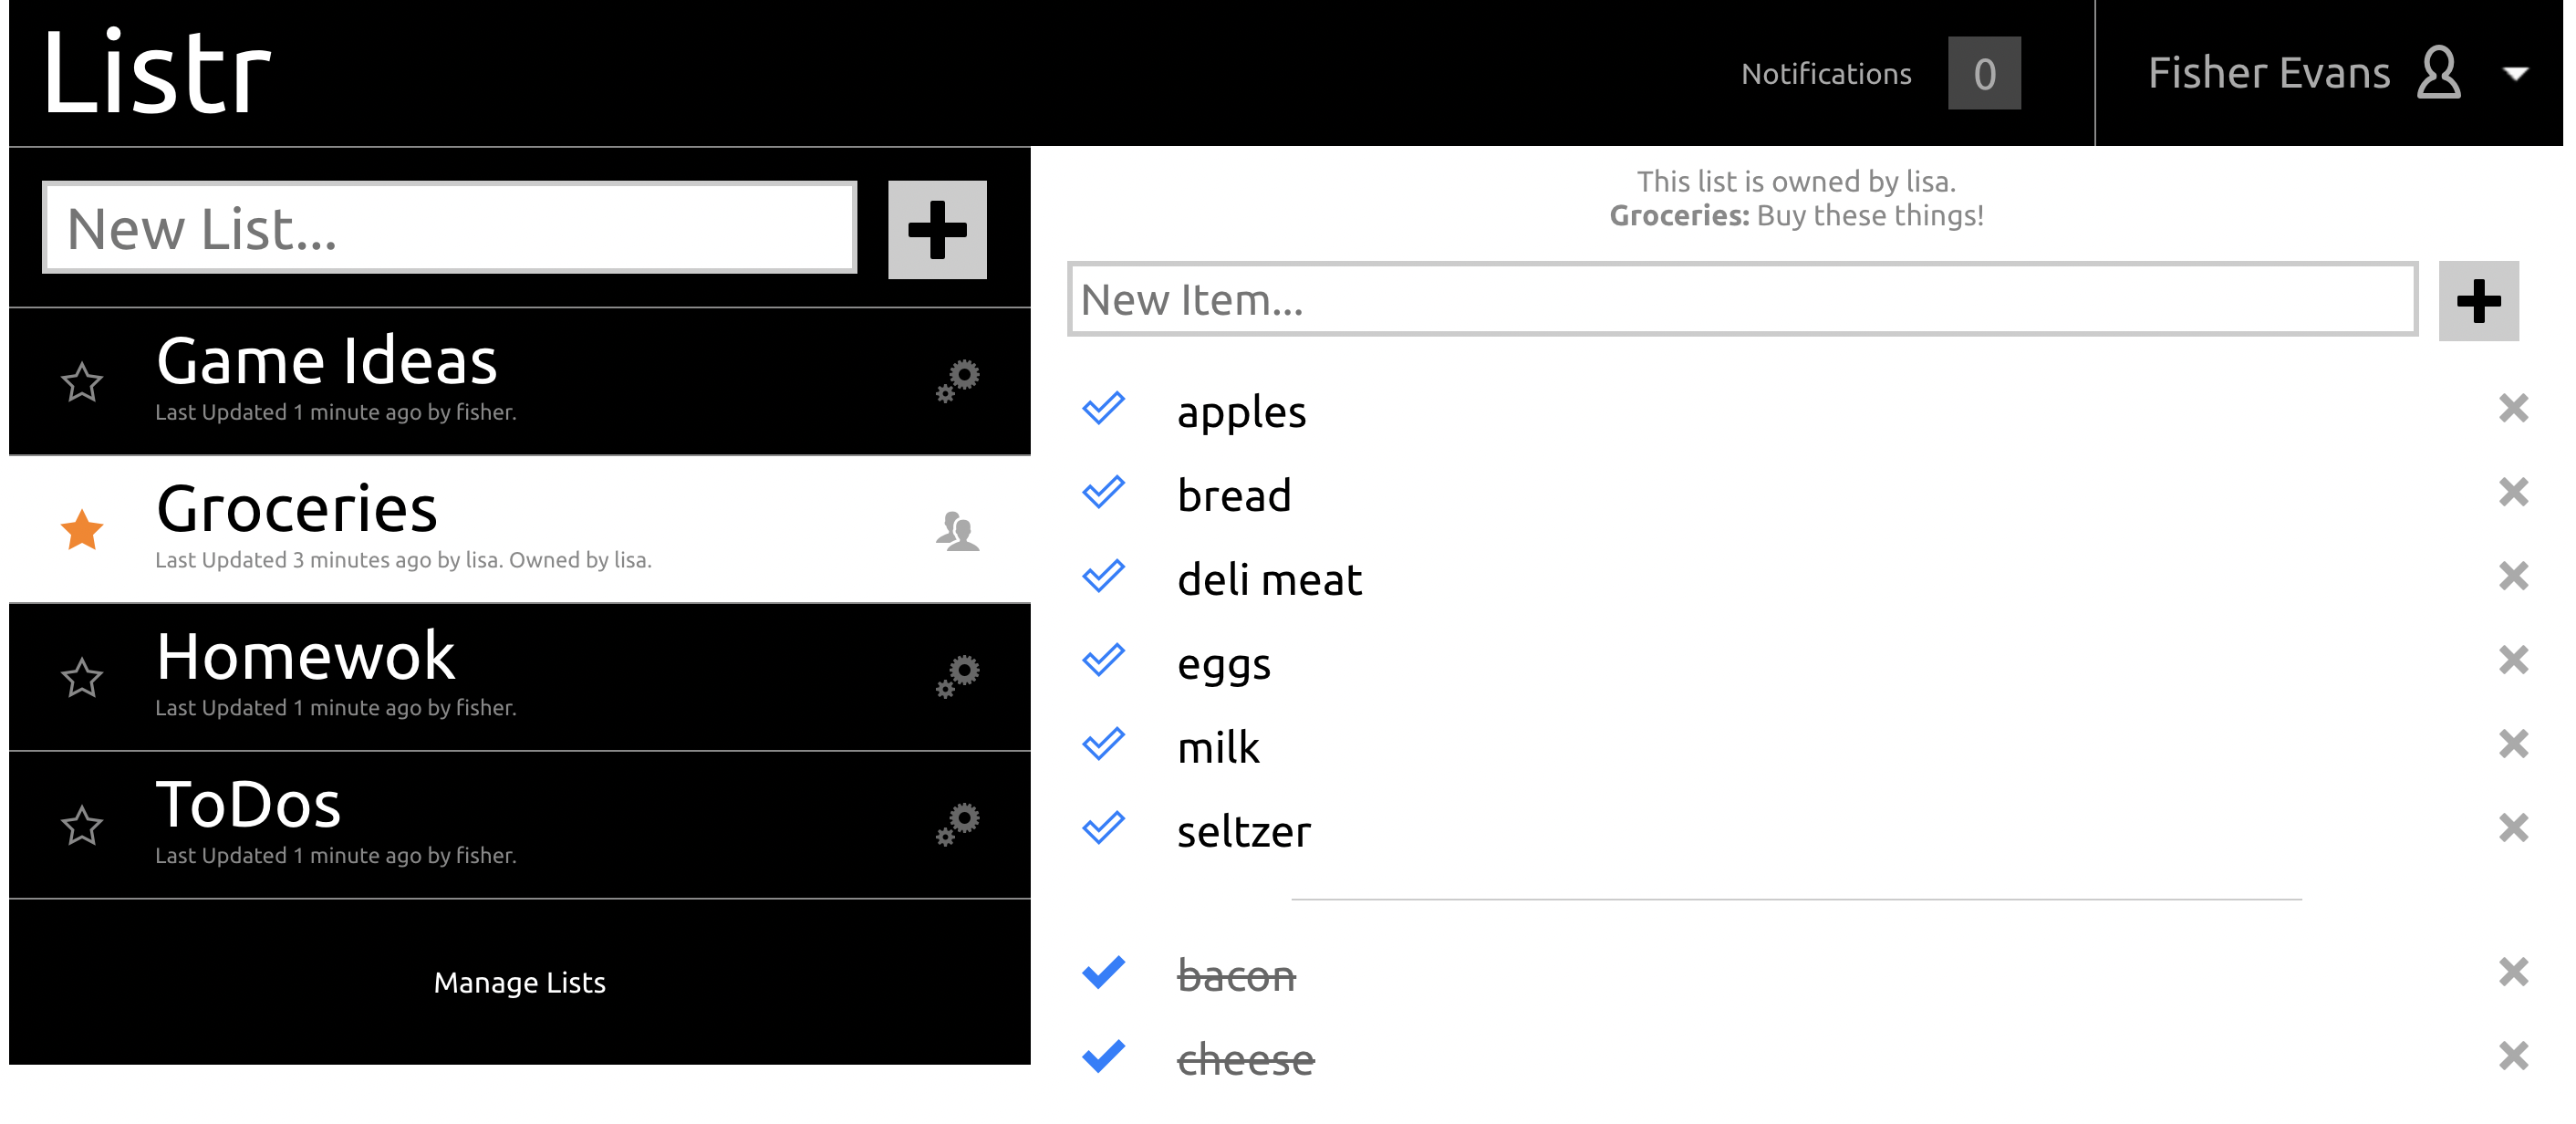 Listr
Notifications 0
Fisher Evans
New List...
Game Ideas
Last Updated 1 minute ago by fisher.
Groceries
Last Updated 3 minutes ago by lisa. Owned by lisa.
Homewok
Last Updated 1 minute ago by fisher.
ToDos
Last Updated 1 minute ago by fisher.
Manage Lists
This list is owned by lisa.
Groceries: Buy these things!
New Item...
apples
bread
deli meat
eggs
milk
seltzer
bacon
cheese